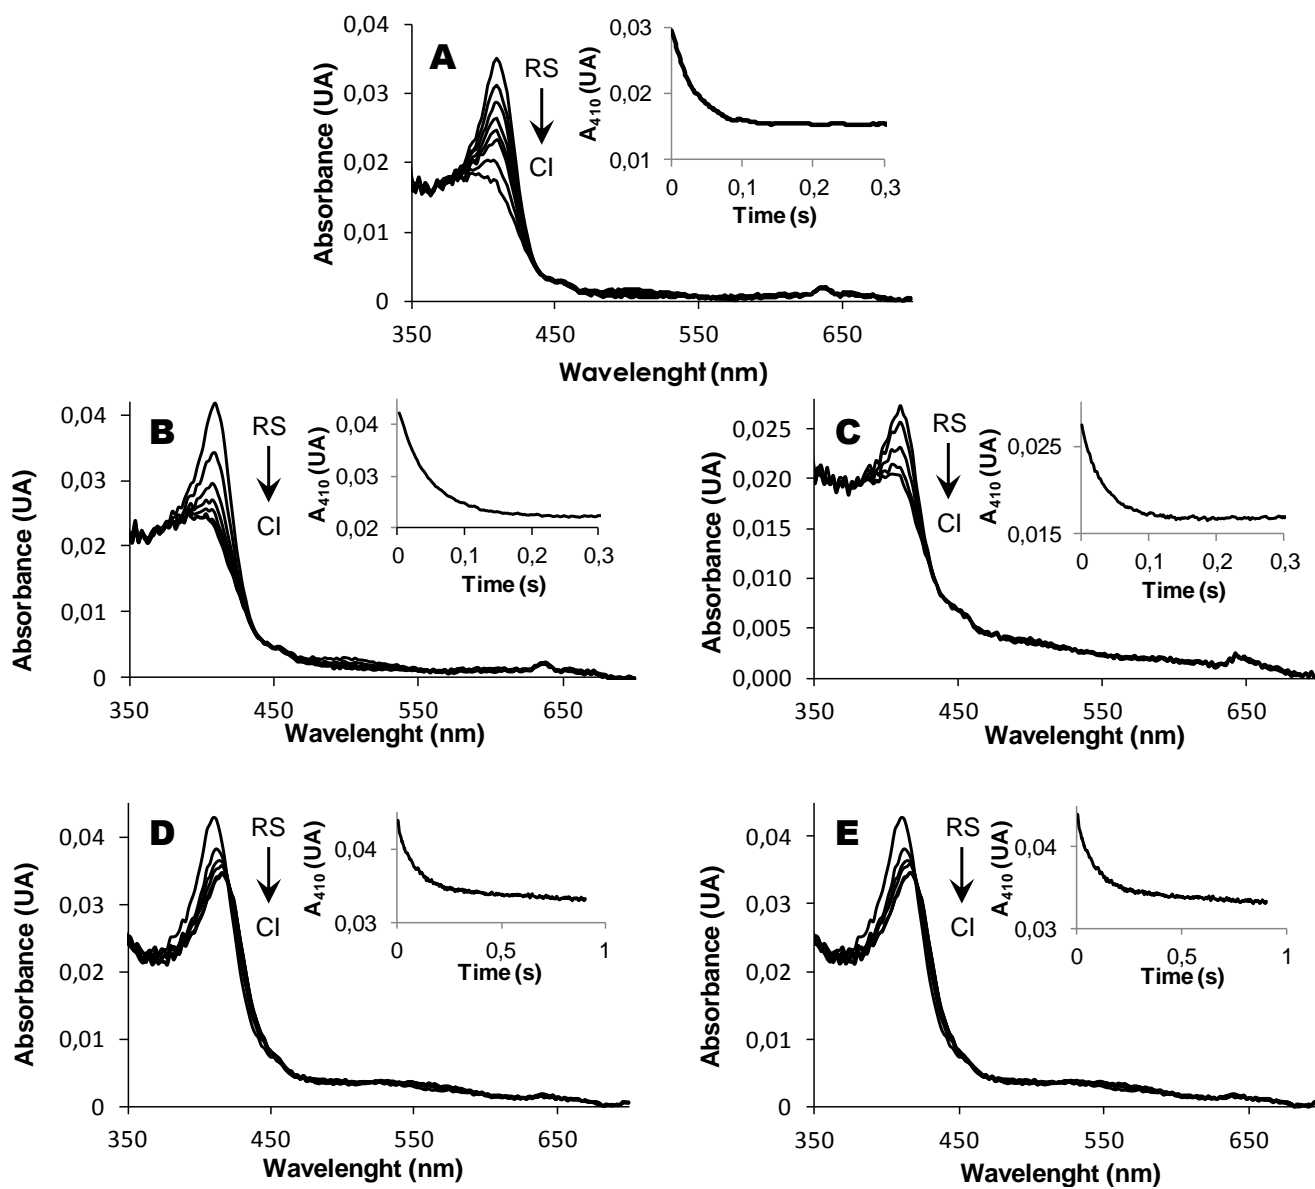 A
Absorbance (UA)
0,04
0,03
0,02
0,01
0
350
450
550
650
Wavelenght (nm)
RS
CI
A410 (UA)
0,03
0,02
0,01
0
0,1
0,2
0,3
Time (s)
B
Absorbance (UA)
0,04
0,03
0,02
0,01
0
350
450
550
650
Wavelenght (nm)
RS
CI
A410 (UA)
0,04
0,03
0,02
0
0,1
0,2
0,3
Time (s)
C
Absorbance (UA)
0,025
0,020
0,015
0,010
0,005
0,000
350
450
550
650
Wavelenght (nm)
RS
CI
A410 (UA)
0,025
0,015
0
0,1
0,2
0,3
Time (s)
D
Absorbance (UA)
0,04
0,03
0,02
0,01
0
350
450
550
650
Wavelenght (nm)
RS
CI
A410 (UA)
0,04
0,03
0
0,5
1
Time (s)
E
Absorbance (UA)
0,04
0,03
0,02
0,01
0
350
450
550
650
Wavelenght (nm)
RS
CI
A410 (UA)
0,04
0,03
0
0,5
1
Time (s)